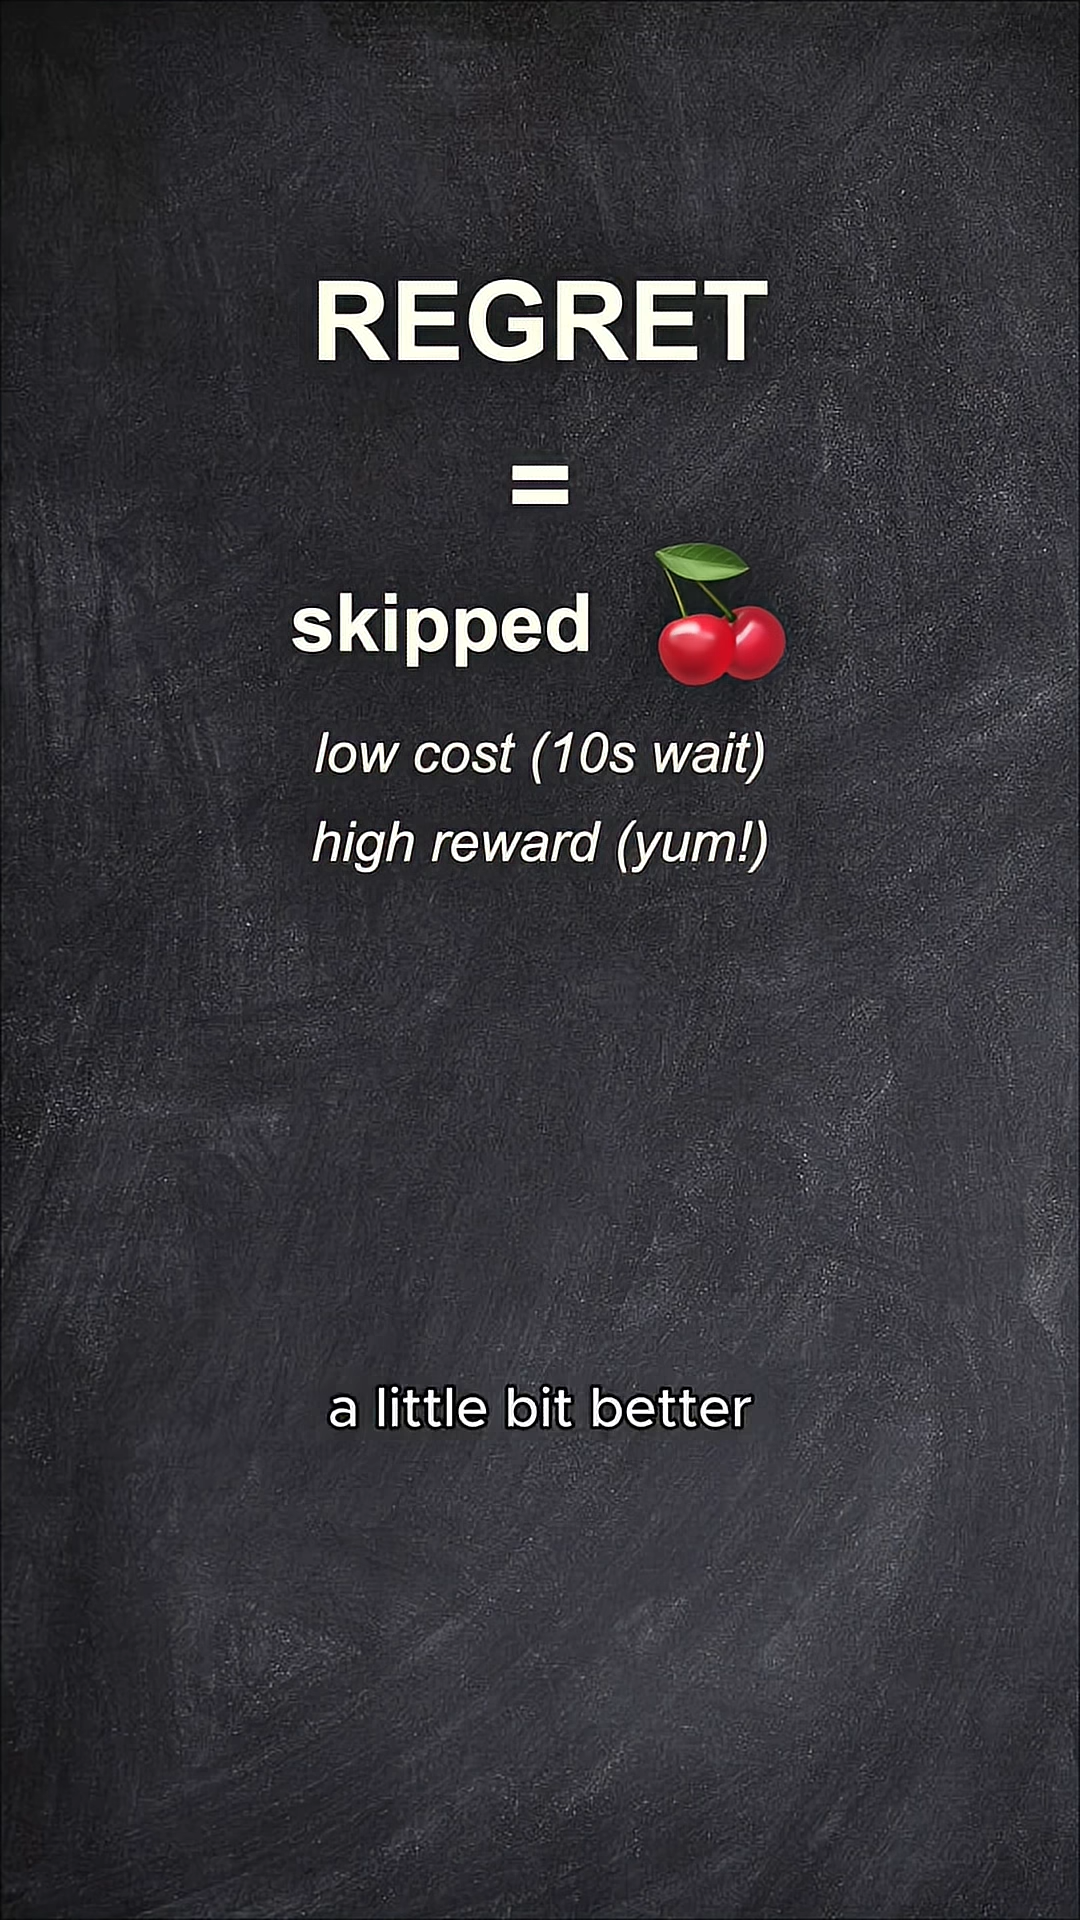 REGRET
=
skipped
low cost (10s wait)
high reward (yum!)
a little bit better